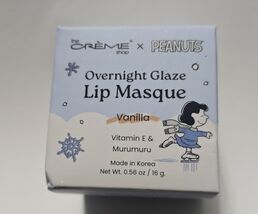 the CRÈME shop x PEANUTS
Overnight Glaze
Lip Masque
Vanilla
Vitamin E &
Murumuru
Made in Korea
Net Wt. 0.56 oz / 16 g.